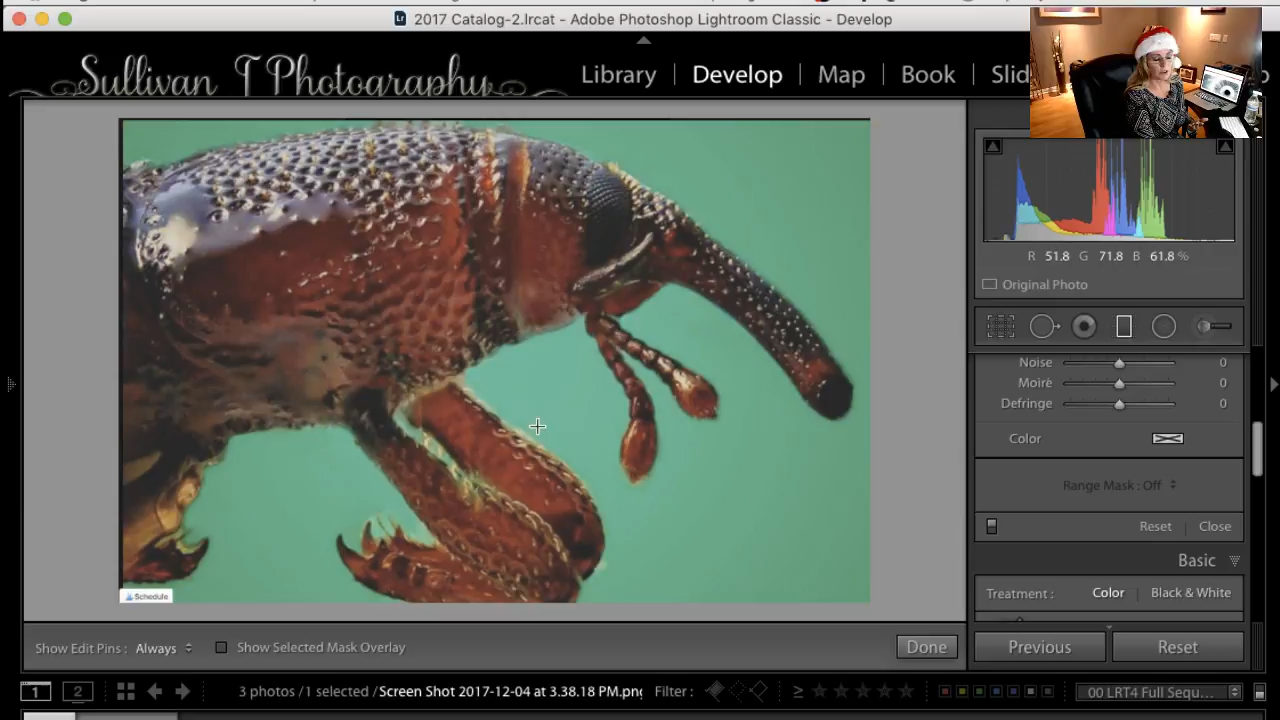 2017 Catalog-2.lrcat - Adobe Photoshop Lightroom Classic - Develop
Sullivan J Photography
Library | Develop | Map | Book | Slid
R 51.8 G 71.8 B 61.8 %
Original Photo
Noise 0
Moiré 0
Defringe 0
Color
Range Mask : Off
Reset | Close
Basic
Treatment : Color | Black & White
Schedule
Show Edit Pins : Always Show Selected Mask Overlay Done
Previous Reset
1 2 3 photos / 1 selected / Screen Shot 2017-12-04 at 3.38.18 PM.png Filter : ≥ 00 LRT4 Full Sequ...